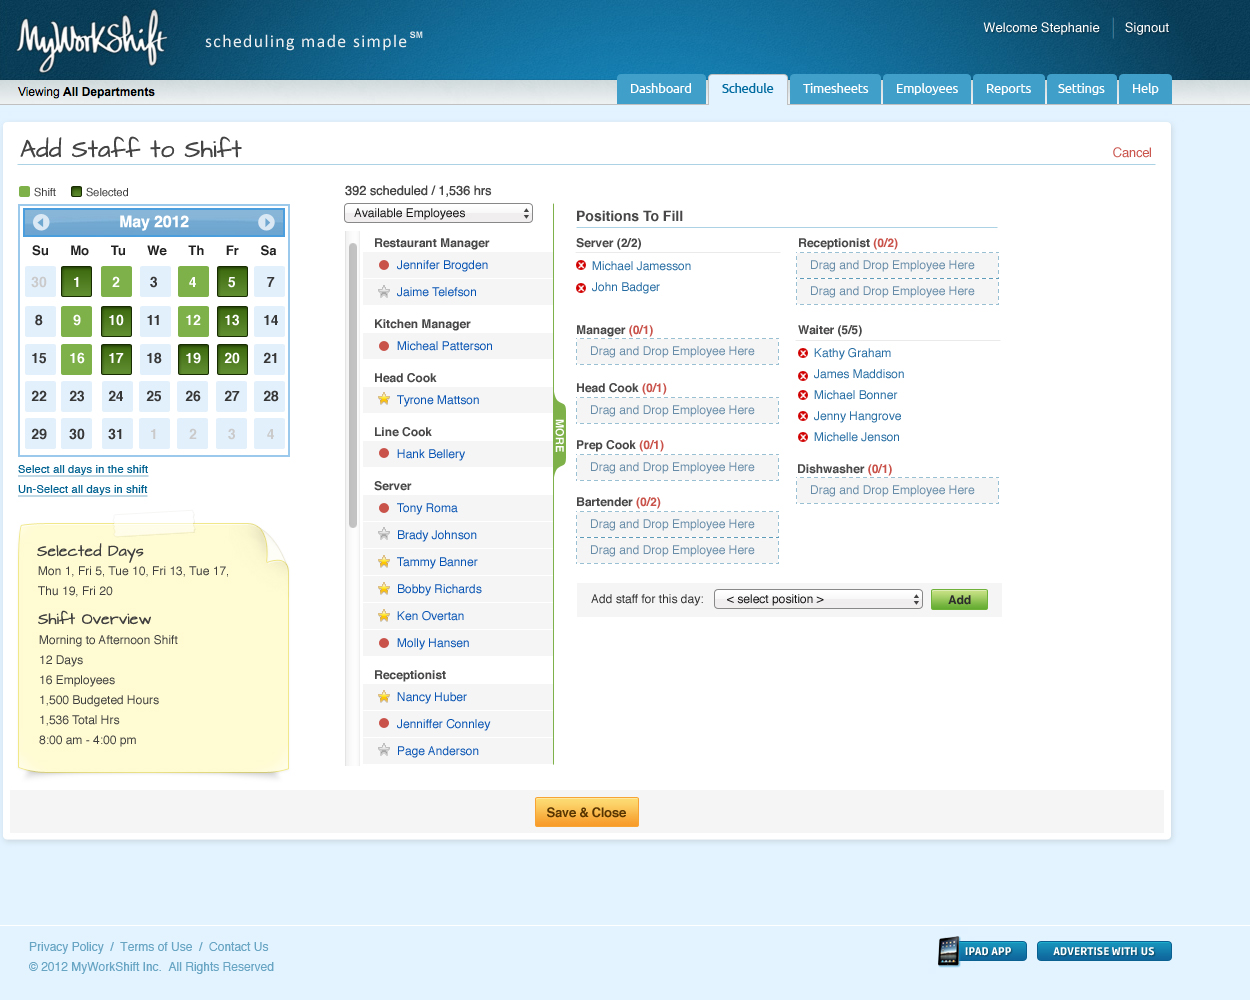 MyWorkShift
scheduling made simple℠
Welcome Stephanie
Signout
Viewing All Departments
Dashboard
Schedule
Timesheets
Employees
Reports
Settings
Help
Add Staff to Shift
Cancel
Shift
Selected
May 2012
Su Mo Tu We Th Fr Sa
30 1 2 3 4 5 7
8 9 10 11 12 13 14
15 16 17 18 19 20 21
22 23 24 25 26 27 28
29 30 31 1 2 3 4
Select all days in the shift
Un-Select all days in shift
Selected Days
Mon 1, Fri 5, Tue 10, Fri 13, Tue 17,
Thu 19, Fri 20
Shift Overview
Morning to Afternoon Shift
12 Days
16 Employees
1,500 Budgeted Hours
1,536 Total Hrs
8:00 am - 4:00 pm
392 scheduled / 1,536 hrs
Available Employees
Restaurant Manager
Jennifer Brogden
Jaime Telefson
Kitchen Manager
Micheal Patterson
Head Cook
Tyrone Mattson
Line Cook
Hank Bellery
Server
Tony Roma
Brady Johnson
Tammy Banner
Bobby Richards
Ken Overtan
Molly Hansen
Receptionist
Nancy Huber
Jenniffer Connley
Page Anderson
MORE
Positions To Fill
Server (2/2)
Michael Jamesson
John Badger
Manager (0/1)
Drag and Drop Employee Here
Head Cook (0/1)
Drag and Drop Employee Here
Prep Cook (0/1)
Drag and Drop Employee Here
Bartender (0/2)
Drag and Drop Employee Here
Drag and Drop Employee Here
Receptionist (0/2)
Drag and Drop Employee Here
Drag and Drop Employee Here
Waiter (5/5)
Kathy Graham
James Maddison
Michael Bonner
Jenny Hangrove
Michelle Jenson
Dishwasher (0/1)
Drag and Drop Employee Here
Add staff for this day:
< select position >
Add
Save & Close
Privacy Policy / Terms of Use / Contact Us
© 2012 MyWorkShift Inc. All Rights Reserved
IPAD APP
ADVERTISE WITH US